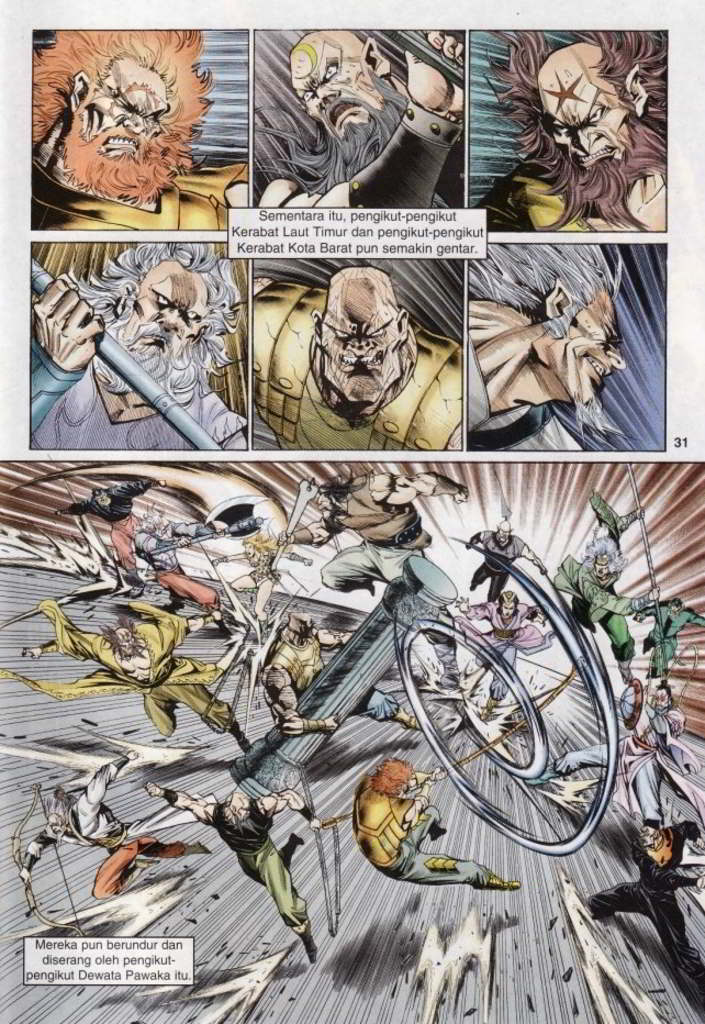 Sementara itu, pengikut-pengikut
Kerabat Laut Timur dan pengikut-pengikut
Kerabat Kota Barat pun semakin gentar.
31
Mereka pun berundur dan
diserang oleh pengikut-
pengikut Dewata Pawaka itu.